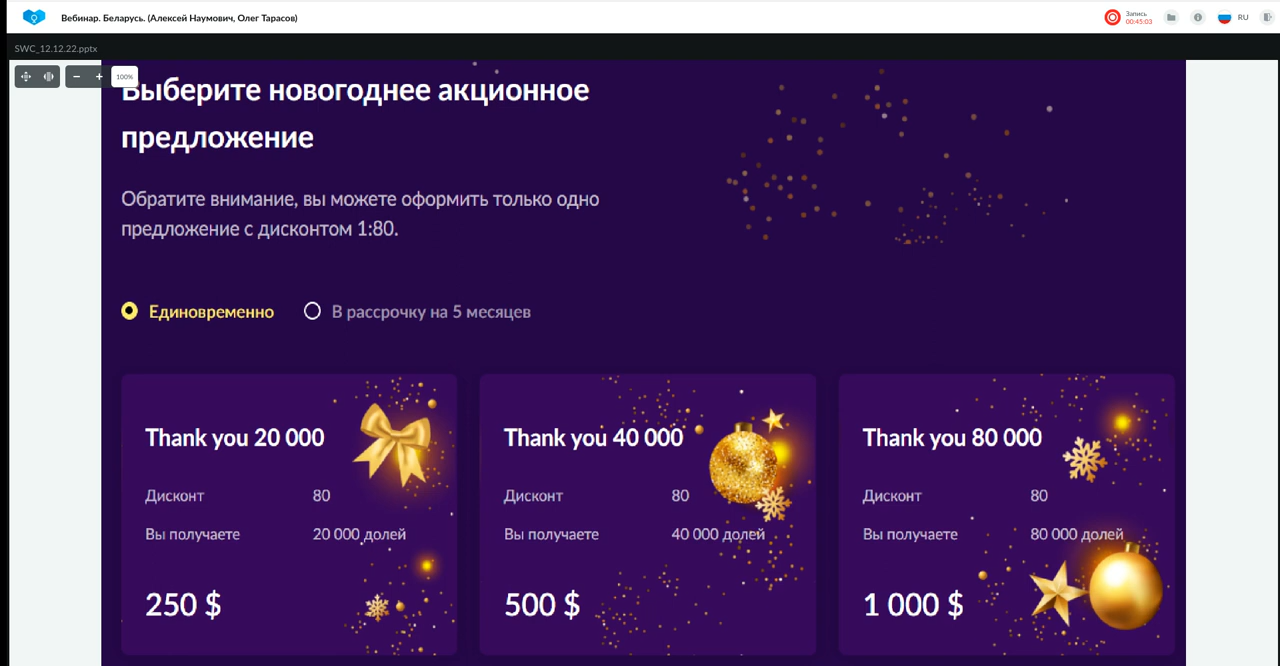 Вебинар. Беларусь. (Алексей Наумович, Олег Тарасов)
Запись
00:45:03
RU
SWC_12.12.22.pptx
100%
Выберите новогоднее акционное
предложение
Обратите внимание, вы можете оформить только одно
предложение с дисконтом 1:80.
Единовременно
В рассрочку на 5 месяцев
Thank you 20 000
Дисконт 80
Вы получаете 20 000 долей
250 $
Thank you 40 000
Дисконт 80
Вы получаете 40 000 долей
500 $
Thank you 80 000
Дисконт 80
Вы получаете 80 000 долей
1 000 $